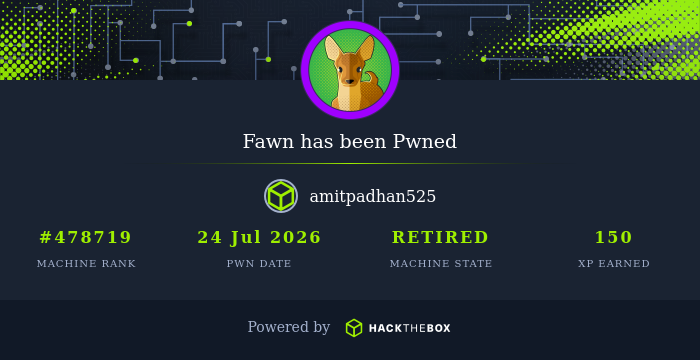 Fawn has been Pwned
amitpadhan525
#478719 24 Jul 2026 RETIRED 150
MACHINE RANK PWN DATE MACHINE STATE XP EARNED
Powered by HACKTHEBOX